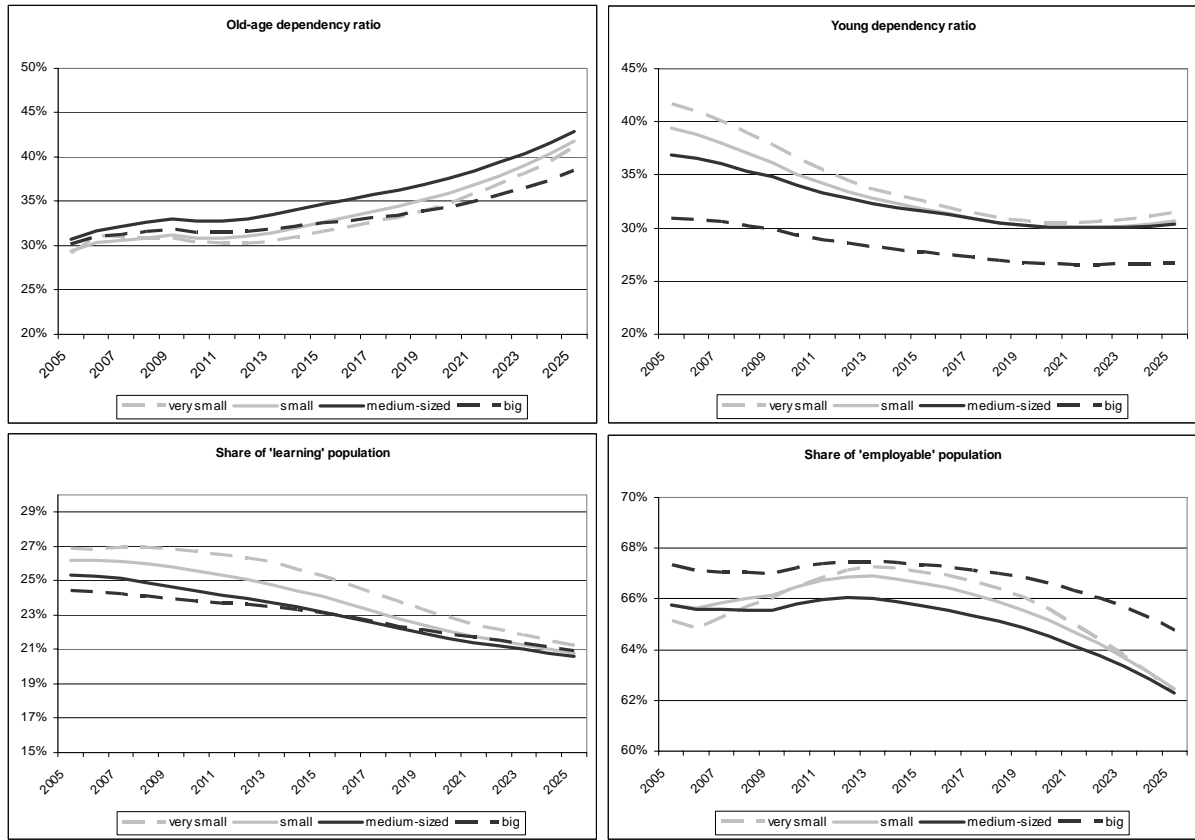 Old-age dependency ratio
50%
45%
40%
35%
30%
25%
20%
2005 2007 2009 2011 2013 2015 2017 2019 2021 2023 2025
very small small medium-sized big
Young dependency ratio
45%
40%
35%
30%
25%
20%
2005 2007 2009 2011 2013 2015 2017 2019 2021 2023 2025
very small small medium-sized big
Share of 'learning' population
29%
27%
25%
23%
21%
19%
17%
15%
2005 2007 2009 2011 2013 2015 2017 2019 2021 2023 2025
very small small medium-sized big
Share of 'employable' population
70%
68%
66%
64%
62%
60%
2005 2007 2009 2011 2013 2015 2017 2019 2021 2023 2025
very small small medium-sized big